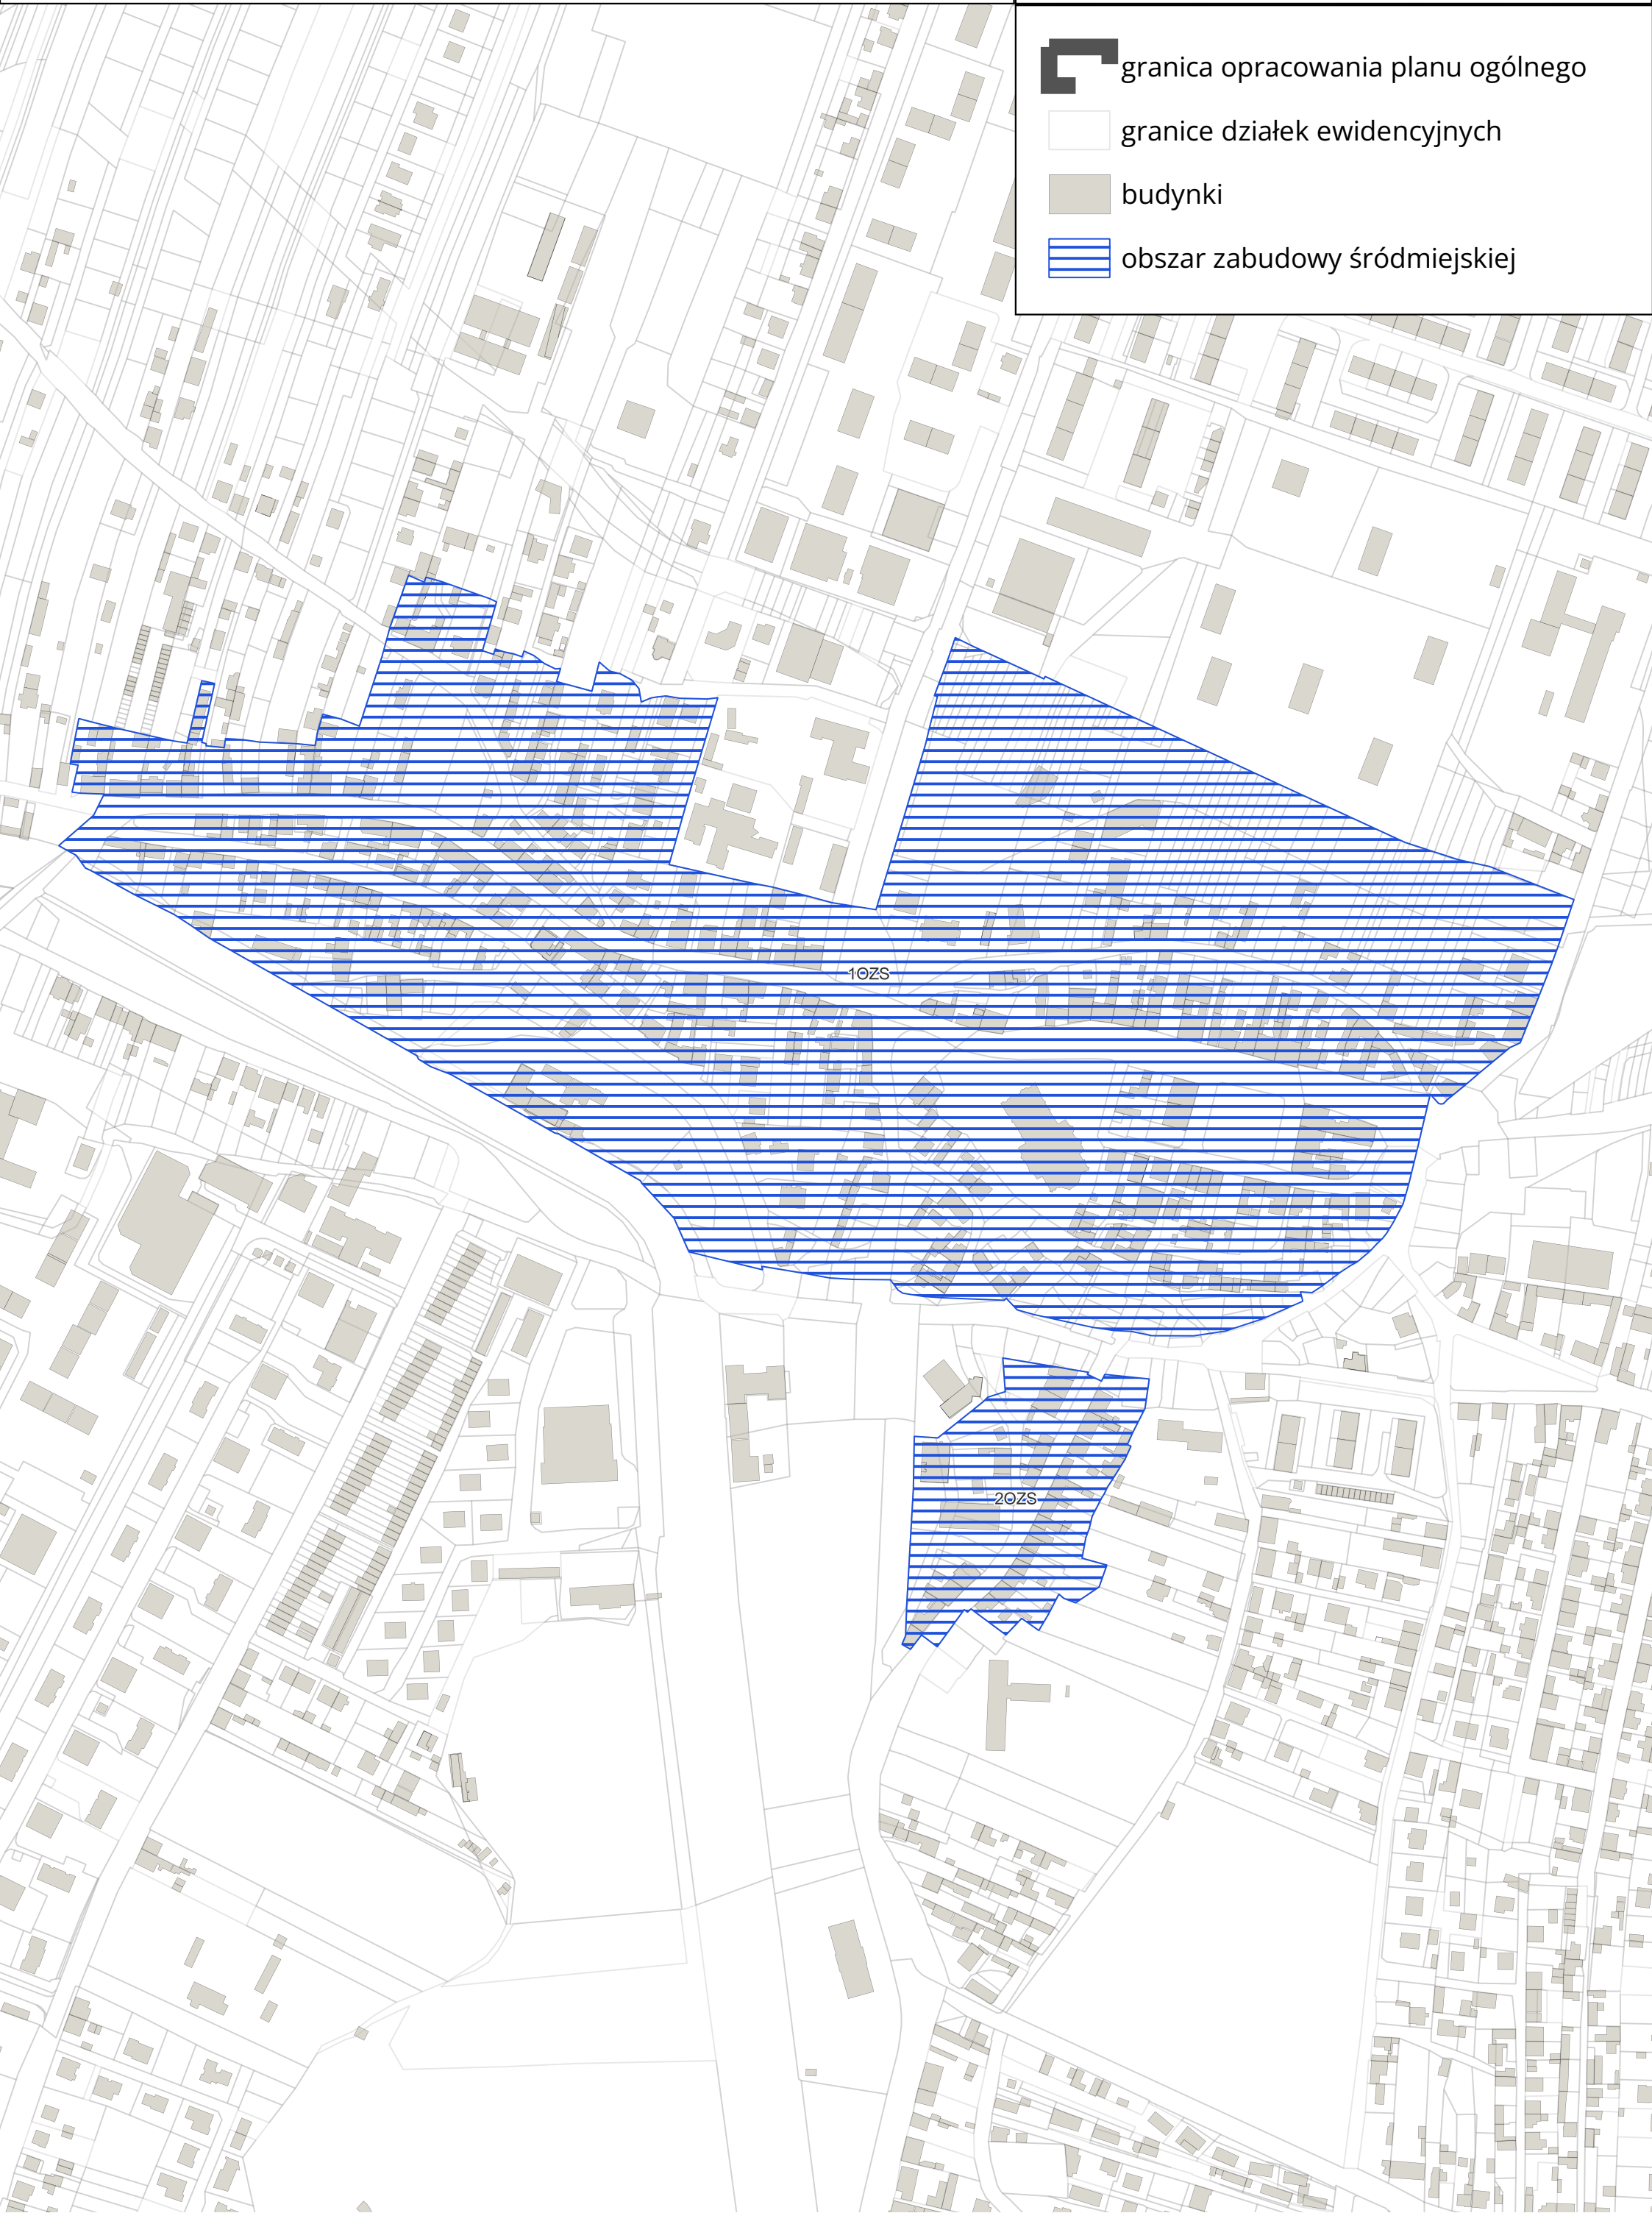 granica opracowania planu ogólnego
granice działek ewidencyjnych
budynki
obszar zabudowy śródmiejskiej
1OZS
2OZS